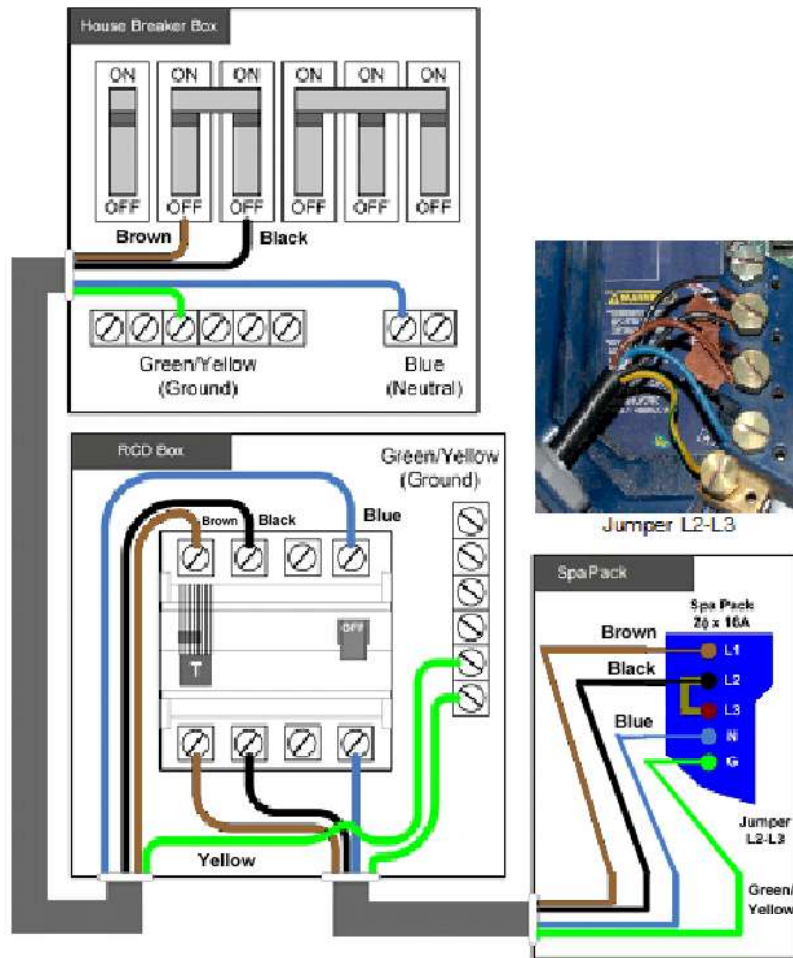 House Breaker Box
ON ON ON ON ON ON
OFF OFF OFF OFF OFF OFF
Brown Black
Green/Yellow
(Ground)
Blue
(Neutral)
RCD Box
Green/Yellow
(Ground)
Brown Black Blue
OFF
T
Yellow
WARNING
Jumper L2-L3
SpaPack
Spa Pack
2ϕ x 16A
Brown
L1
Black
L2
L3
Blue
N
G
Jumper
L2-L3
Green/
Yellow